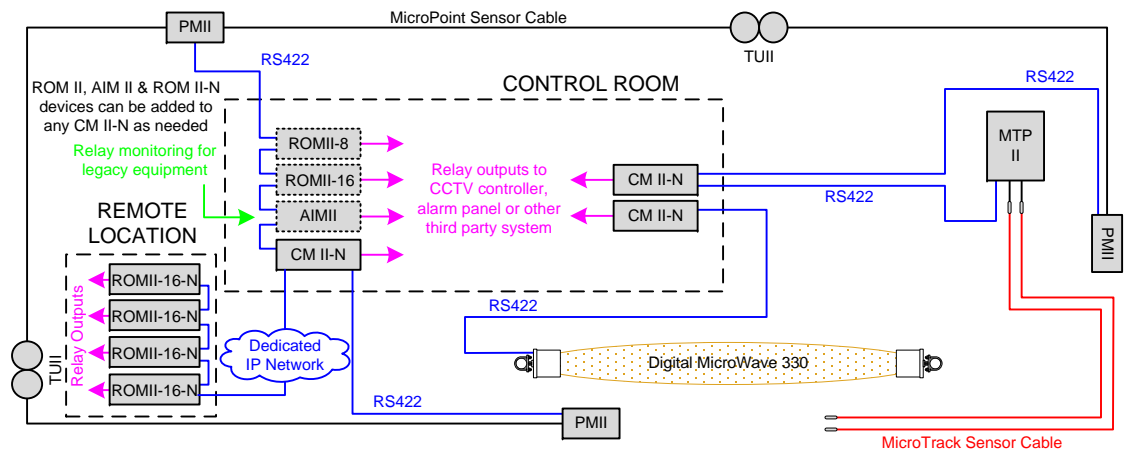 MicroPoint Sensor Cable
PMII
TUII
RS422
RS422
CONTROL ROOM
ROM II, AIM II & ROM II-N
devices can be added to
any CM II-N as needed
Relay monitoring for
legacy equipment
ROMII-8
ROMII-16
AIMII
CM II-N
Relay outputs to
CCTV controller,
alarm panel or other
third party system
CM II-N
CM II-N
RS422
MTP
II
PMII
REMOTE
LOCATION
ROMII-16-N
ROMII-16-N
ROMII-16-N
ROMII-16-N
Relay Outputs
TUII
Dedicated
IP Network
RS422
Digital MicroWave 330
RS422
PMII
MicroTrack Sensor Cable